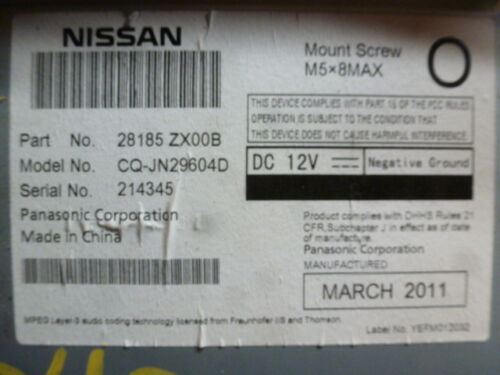 NISSAN
Mount Screw
M5×8MAX
THIS DEVICE COMPLIES WITH PART 15 OF THE FCC RULES
OPERATION IS SUBJECT TO THE CONDITION THAT
THIS DEVICE DOES NOT CAUSE HARMFUL INTERFERENCE.
Part No. 28185 ZX00B
Model No. CQ-JN29604D
Serial No. 214345
DC 12V Negative Ground
Panasonic Corporation
Made in China
Product complies with DHHS Rules 21
CFR, Subchapter J in effect as of date
of manufacture.
Panasonic Corporation
MANUFACTURED
MARCH 2011
MPEG Layer-3 audio coding technology licensed from Fraunhofer IIS and Thomson.
Label No. YEFM012032